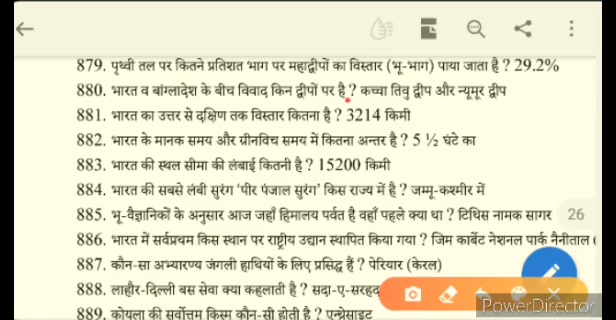 879. पृथ्वी तल पर कितने प्रतिशत भाग पर महाद्वीपों का विस्तार (भू-भाग) पाया जाता है ? 29.2%
880. भारत व बांग्लादेश के बीच विवाद किन द्वीपों पर है ? कच्चा तिवु द्वीप और न्यूमूर द्वीप
881. भारत का उत्तर से दक्षिण तक विस्तार कितना है ? 3214 किमी
882. भारत के मानक समय और ग्रीनविच समय में कितना अन्तर है ? 5 ½ घंटे का
883. भारत की स्थल सीमा की लंबाई कितनी है ? 15200 किमी
884. भारत की सबसे लंबी सुरंग 'पीर पंजाल सुरंग' किस राज्य में है ? जम्मू-कश्मीर में
885. भू-वैज्ञानिकों के अनुसार आज जहाँ हिमालय पर्वत है वहाँ पहले क्या था ? टिथिस नामक सागर
26
886. भारत में सर्वप्रथम किस स्थान पर राष्ट्रीय उद्यान स्थापित किया गया ? जिम कार्बेट नेशनल पार्क नैनीताल (
887. कौन-सा अभ्यारण्य जंगली हाथियों के लिए प्रसिद्ध हैं ? पेरियार (केरल)
888. लाहौर-दिल्ली बस सेवा क्या कहलाती है ? सदा-ए-सरहद
PowerDirector
889. कोयला की सर्वोत्तम किस्म कौन-सी होती है ? एन्थ्रेसाइट